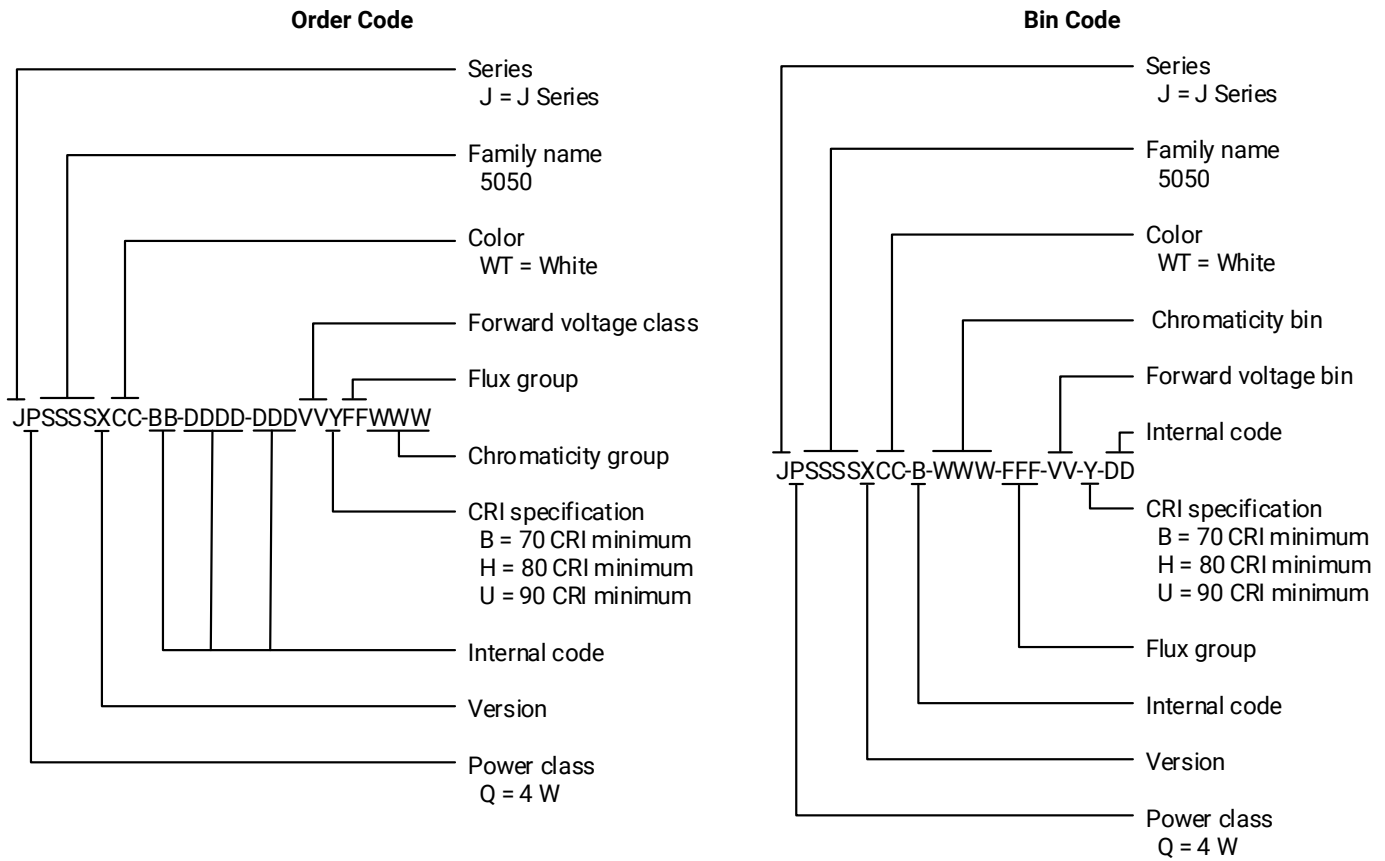 Order Code
Series
J = J Series
Family name
5050
Color
WT = White
Forward voltage class
Flux group
JPSSSSXCC-BB-DDDD-DDDVVYFFWWW
Chromaticity group
CRI specification
B = 70 CRI minimum
H = 80 CRI minimum
U = 90 CRI minimum
Internal code
Version
Power class
Q = 4 W
Bin Code
Series
J = J Series
Family name
5050
Color
WT = White
Chromaticity bin
Forward voltage bin
Internal code
JPSSSSXCC-B-WWW-FFF-VV-Y-DD
CRI specification
B = 70 CRI minimum
H = 80 CRI minimum
U = 90 CRI minimum
Flux group
Internal code
Version
Power class
Q = 4 W